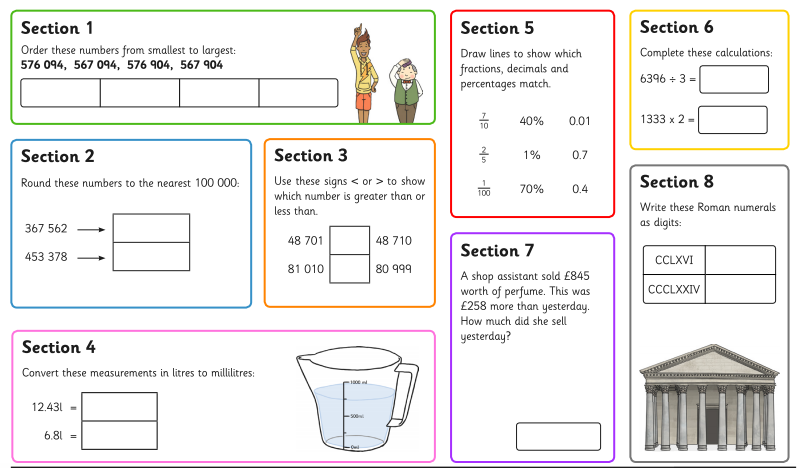 Section 1
Order these numbers from smallest to largest:
576 094, 567 094, 576 904, 567 904
Section 2
Round these numbers to the nearest 100 000:
367 562
453 378
Section 3
Use these signs < or > to show
which number is greater than or
less than.
48 701 48 710
81 010 80 999
Section 4
Convert these measurements in litres to millilitres:
12.43l =
6.8l =
1000 ml
500ml
0ml
Section 5
Draw lines to show which
fractions, decimals and
percentages match.
7/10 40% 0.01
2/5 1% 0.7
1/100 70% 0.4
Section 6
Complete these calculations:
6396 ÷ 3 =
1333 x 2 =
Section 7
A shop assistant sold £845
worth of perfume. This was
£258 more than yesterday.
How much did she sell
yesterday?
Section 8
Write these Roman numerals
as digits:
CCLXVI
CCCLXXIV